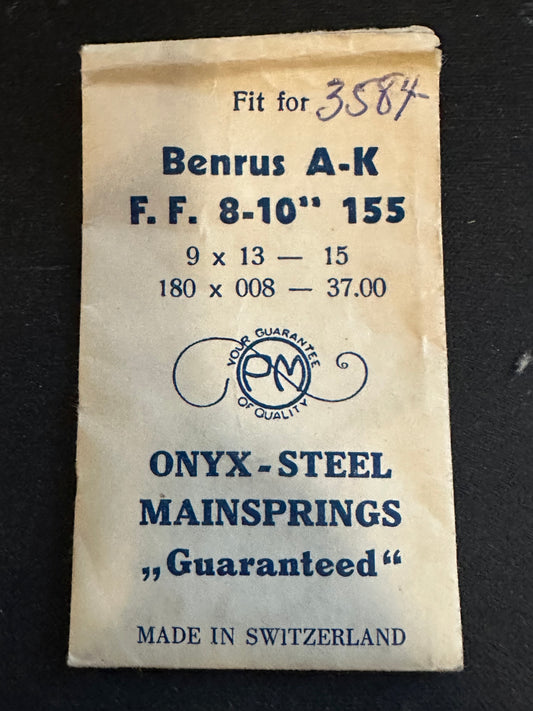 Fit for 3584
Benrus A-K
F. F. 8-10''' 155
9 x 13 — 15
180 x 008 — 37.00
YOUR GUARANTEE
PM
OF QUALITY
ONYX-STEEL
MAINSPRINGS
„Guaranteed“
MADE IN SWITZERLAND